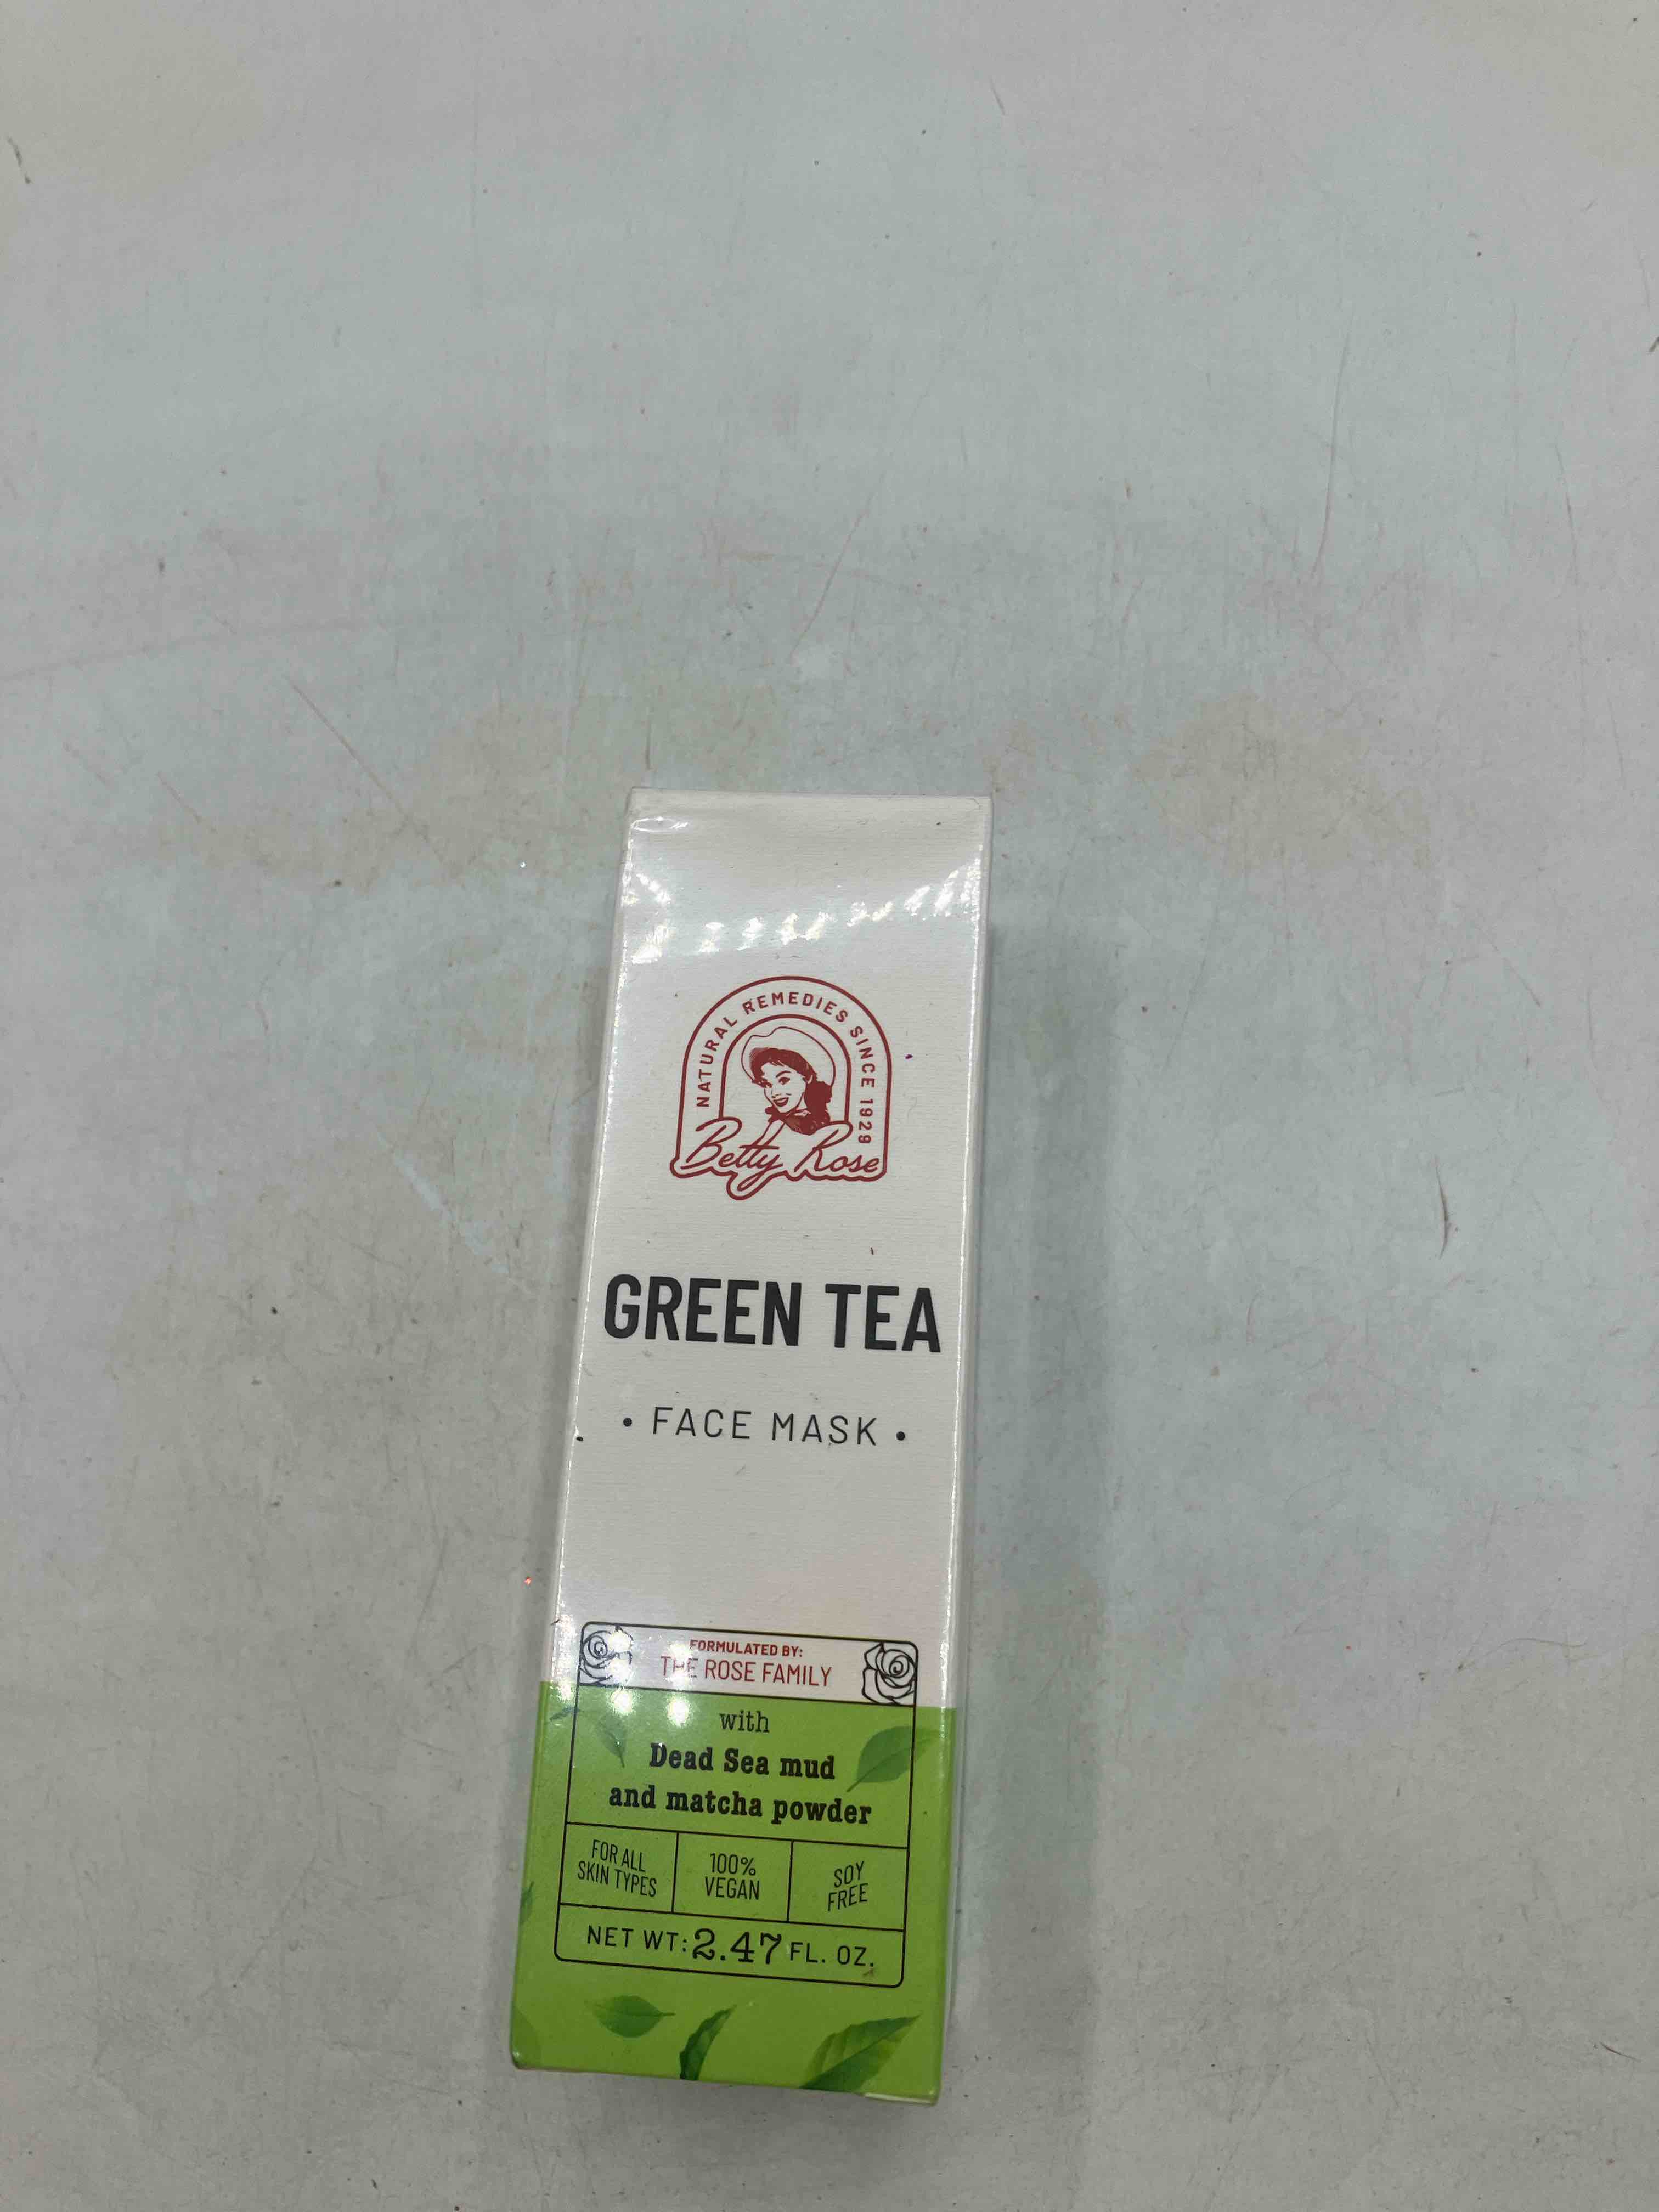 NATURAL REMEDIES SINCE 1929
Betty Rose
GREEN TEA
• FACE MASK •
FORMULATED BY:
THE ROSE FAMILY
with
Dead Sea mud
and matcha powder
FOR ALL
SKIN TYPES
100%
VEGAN
SOY
FREE
NET WT: 2.47 FL. OZ.